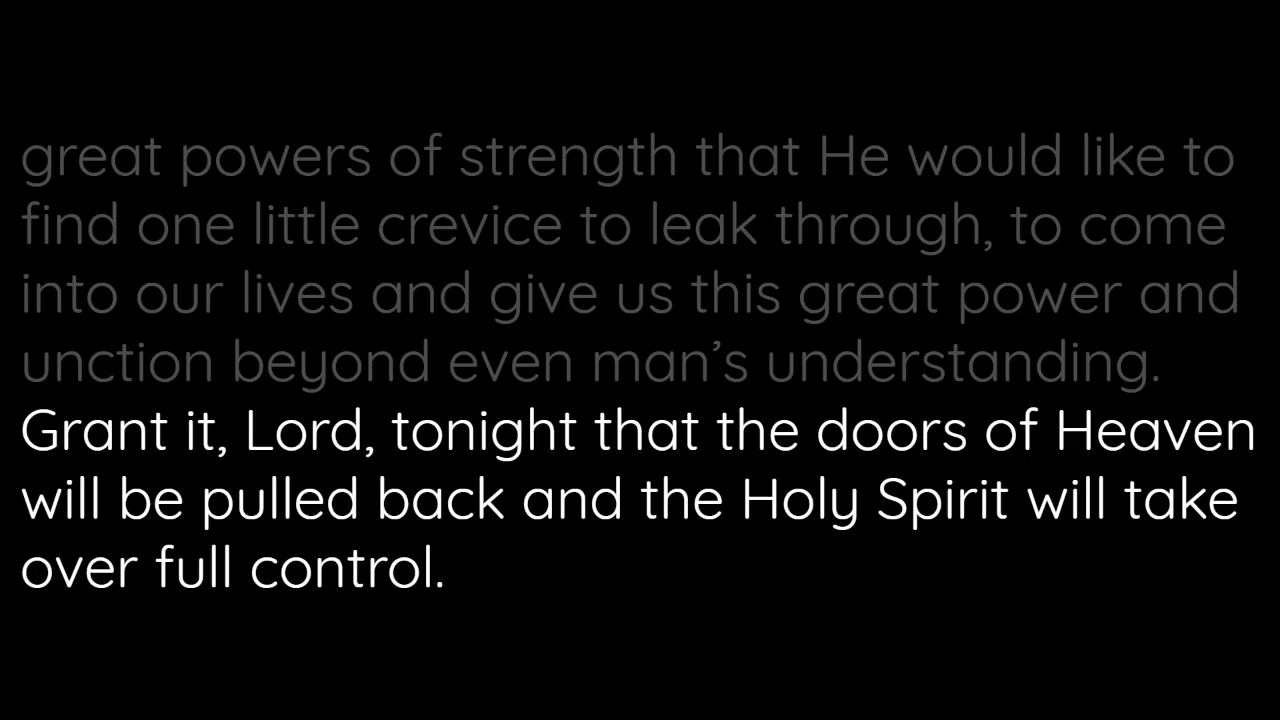 great powers of strength that He would like to
find one little crevice to leak through, to come
into our lives and give us this great power and
unction beyond even man’s understanding.
Grant it, Lord, tonight that the doors of Heaven
will be pulled back and the Holy Spirit will take
over full control.